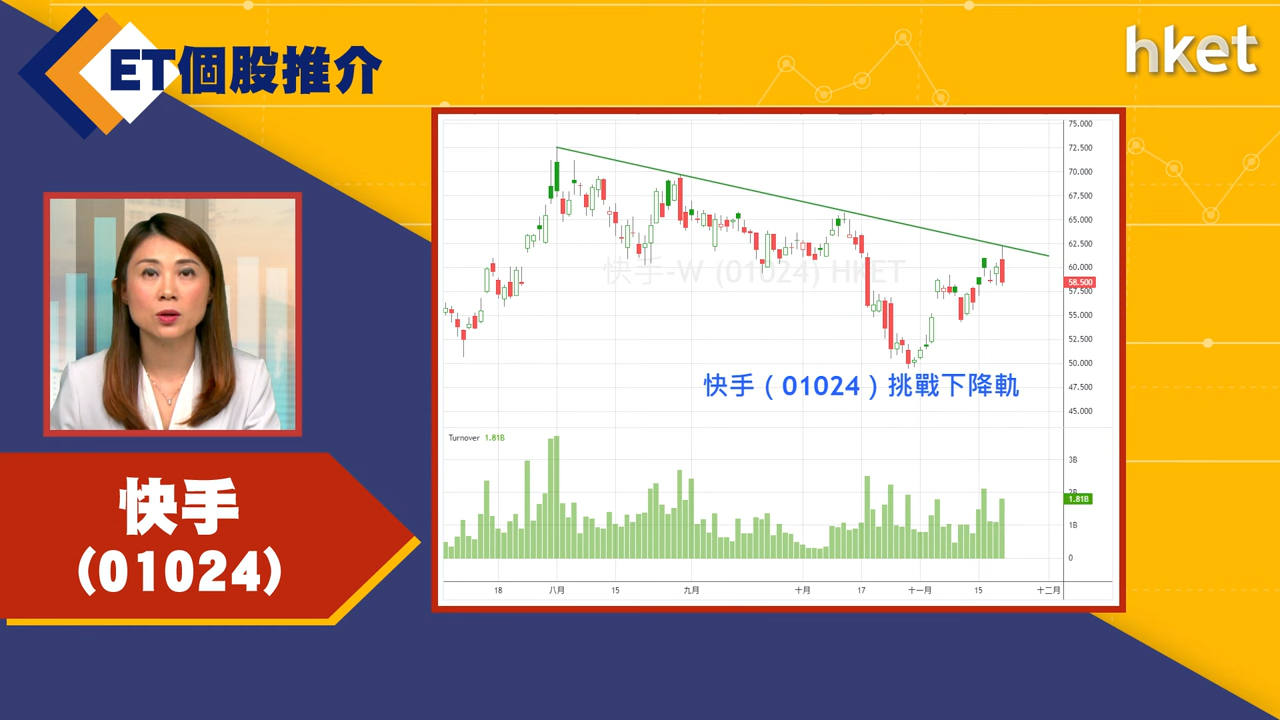 ET個股推介
hket
快手
(01024)
75.000
72.500
70.000
67.500
65.000
62.500
60.000
58.500
57.500
55.000
52.500
50.000
47.500
45.000
快手-W (01024) HKET
快手（01024）挑戰下降軌
Turnover 1.81B
3B
2B
1.81B
1B
0
18 八月 15 九月 十月 17 十一月 15 十二月